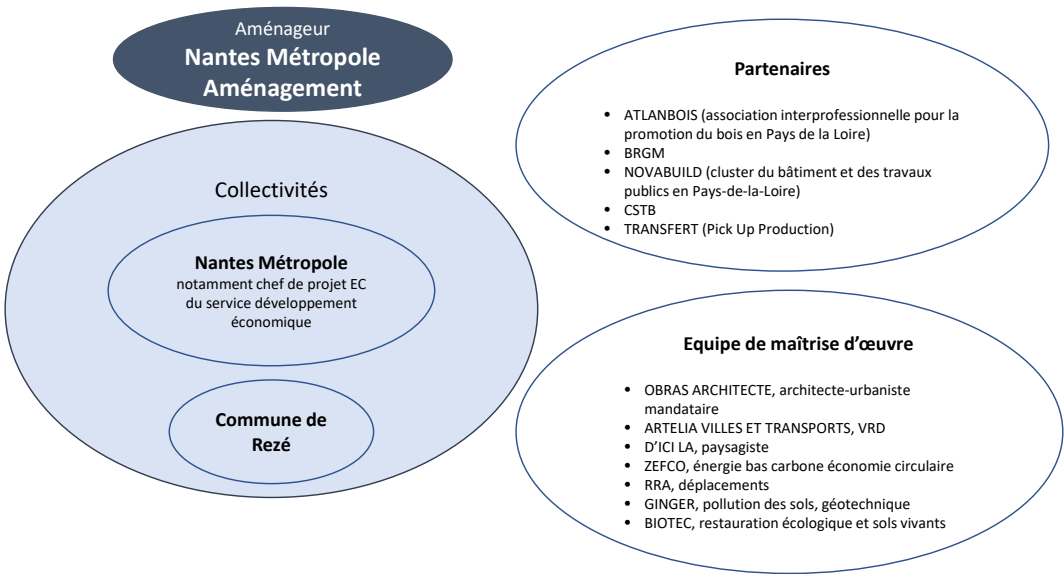 Aménageur
Nantes Métropole
Aménagement
Collectivités
Nantes Métropole
notamment chef de projet EC
du service développement
économique
Commune de
Rezé
Partenaires
• ATLANBOIS (association interprofessionnelle pour la
promotion du bois en Pays de la Loire)
• BRGM
• NOVABUILD (cluster du bâtiment et des travaux
publics en Pays-de-la-Loire)
• CSTB
• TRANSFERT (Pick Up Production)
Equipe de maîtrise d'œuvre
• OBRAS ARCHITECTE, architecte-urbaniste
mandataire
• ARTELIA VILLES ET TRANSPORTS, VRD
• D'ICI LA, paysagiste
• ZEFCO, énergie bas carbone économie circulaire
• RRA, déplacements
• GINGER, pollution des sols, géotechnique
• BIOTEC, restauration écologique et sols vivants